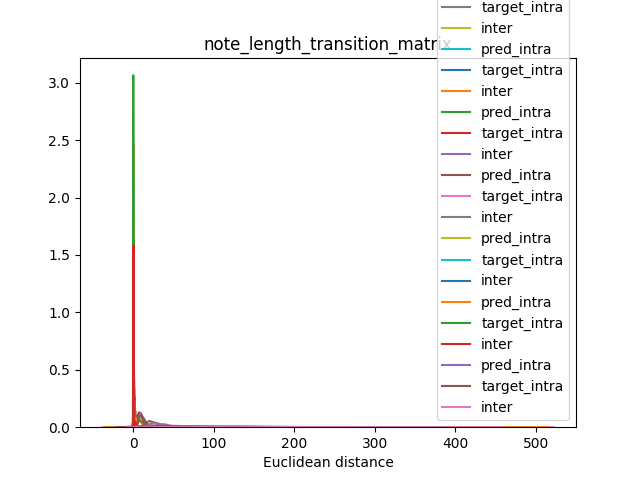 target_intra
note_length_transition_matrix
inter
pred_intra
target_intra
inter
pred_intra
target_intra
inter
pred_intra
target_intra
inter
pred_intra
target_intra
inter
pred_intra
target_intra
inter
pred_intra
target_intra
inter
3.0
2.5
2.0
1.5
1.0
0.5
0.0
0 100 200 300 400 500
Euclidean distance